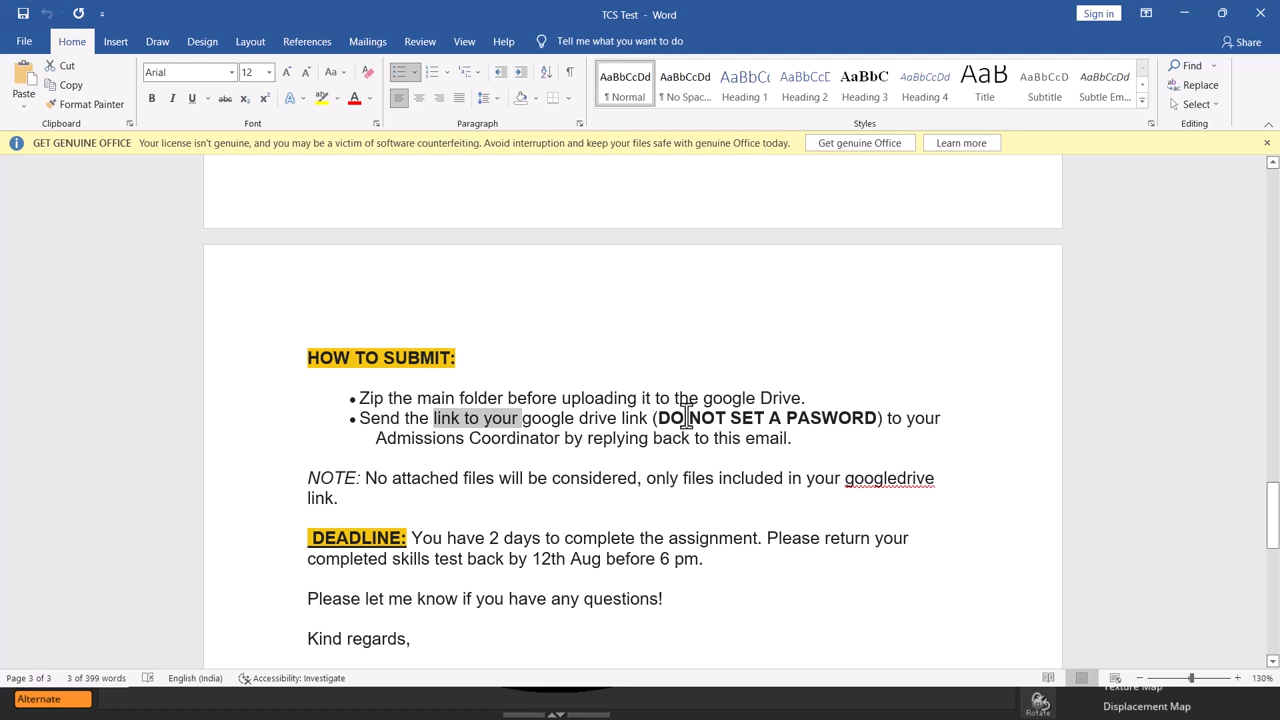 TCS Test - Word
Sign in
File Home Insert Draw Design Layout References Mailings Review View Help Tell me what you want to do Share
Paste Cut Copy Format Painter
Arial 12 Aa
B I U abc x₂ x² A A
AaBbCcDd AaBbCcDd AaBbC AaBbCcD AaBbC AaBbCcDd AaB AaBbCcD AaBbCcDd
¶ Normal ¶ No Spac... Heading 1 Heading 2 Heading 3 Heading 4 Title Subtitle Subtle Em...
Find Replace Select
Clipboard Font Paragraph Styles Editing
GET GENUINE OFFICE Your license isn't genuine, and you may be a victim of software counterfeiting. Avoid interruption and keep your files safe with genuine Office today. Get genuine Office Learn more
HOW TO SUBMIT:
• Zip the main folder before uploading it to the google Drive.
• Send the link to your google drive link (DO NOT SET A PASWORD) to your
Admissions Coordinator by replying back to this email.
NOTE: No attached files will be considered, only files included in your googledrive
link.
DEADLINE: You have 2 days to complete the assignment. Please return your
completed skills test back by 12th Aug before 6 pm.
Please let me know if you have any questions!
Kind regards,
Page 3 of 3 3 of 399 words English (India) Accessibility: Investigate 130%
Alternate
Rotate
Texture Map
Displacement Map